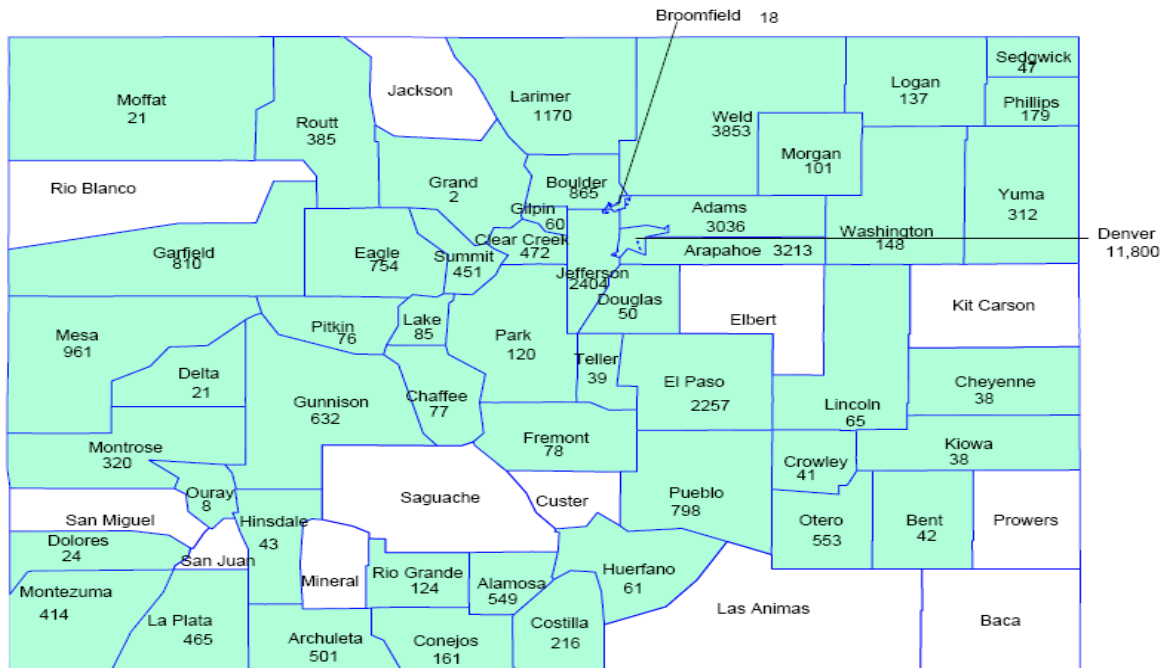 Broomfield 18
Sedgwick
47
Logan
137
Jackson
Larimer
1170
Moffat
21
Phillips
179
Weld
3853
Routt
385
Morgan
101
Boulder
865
Grand
2
Rio Blanco
Yuma
312
Gilpin
60
Adams
3036
Washington
148
Denver
11,800
Clear Creek
472
Arapahoe 3213
Garfield
810
Eagle
754
Summit
451
Jefferson
2404
Douglas
50
Kit Carson
Elbert
Lake
85
Pitkin
76
Mesa
961
Park
120
Teller
39
Delta
21
El Paso
2257
Cheyenne
38
Chaffee
77
Gunnison
632
Lincoln
65
Fremont
78
Montrose
320
Kiowa
38
Crowley
41
Ouray
8
Pueblo
798
Saguache
Custer
San Miguel
Hinsdale
43
Otero
553
Bent
42
Prowers
Dolores
24
San Juan
Mineral
Rio Grande
124
Alamosa
549
Huerfano
61
Montezuma
414
La Plata
465
Las Animas
Baca
Costilla
216
Archuleta
501
Conejos
161